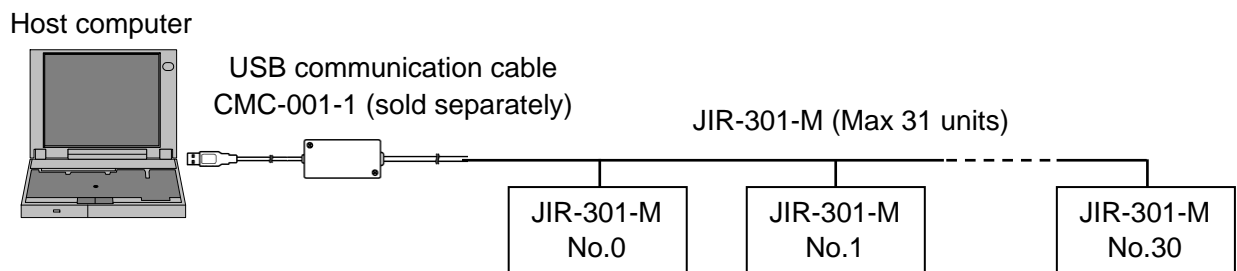 Host computer
USB communication cable
CMC-001-1 (sold separately)
JIR-301-M (Max 31 units)
JIR-301-M
No.0
JIR-301-M
No.1
JIR-301-M
No.30